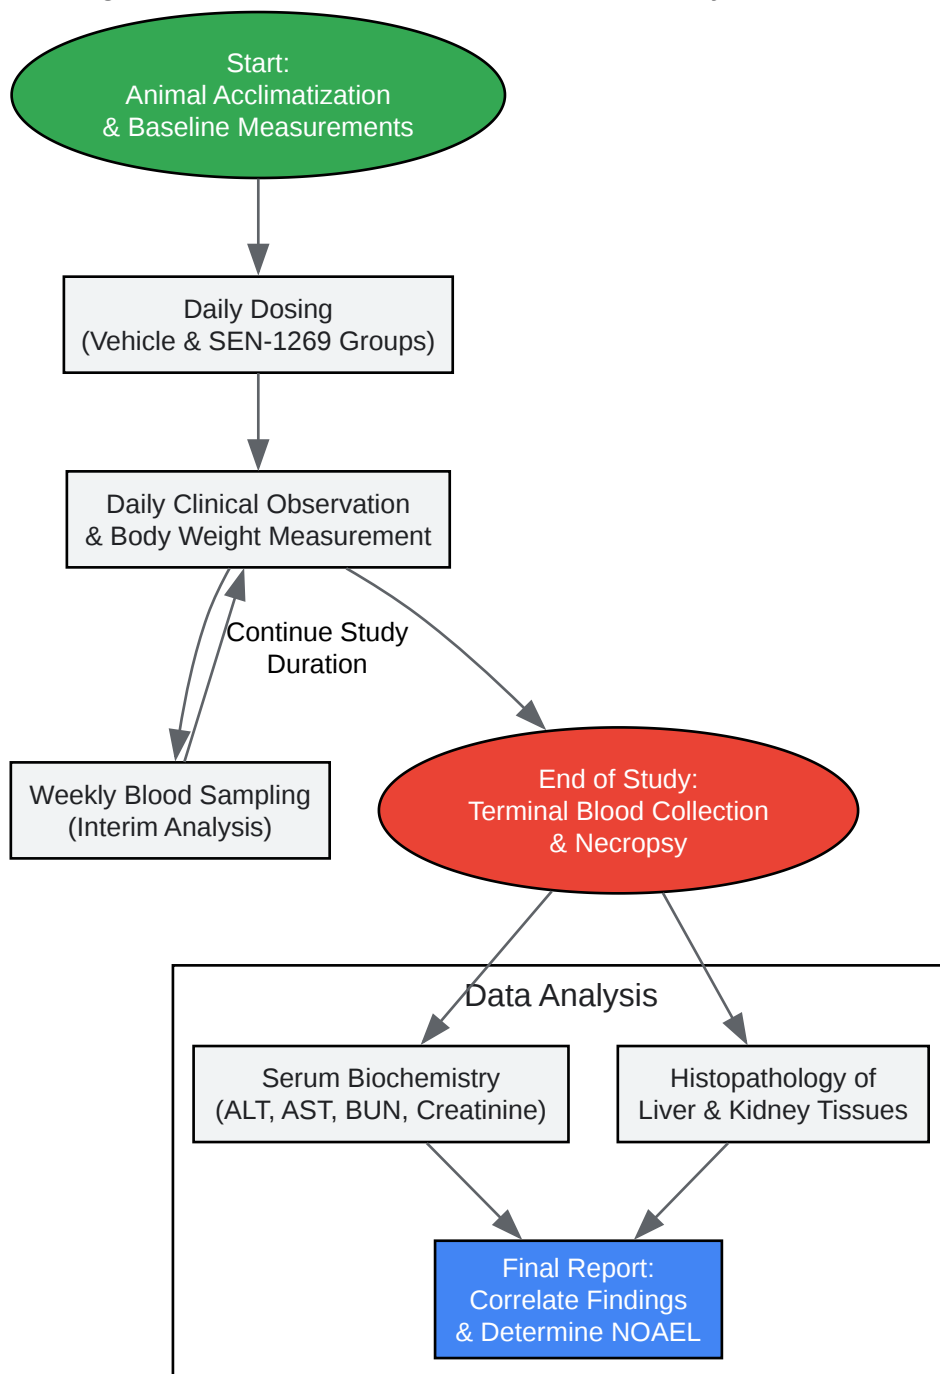 Start:
Animal Acclimatization
& Baseline Measurements
Daily Dosing
(Vehicle & SEN-1269 Groups)
Daily Clinical Observation
& Body Weight Measurement
Continue Study
Duration
Weekly Blood Sampling
(Interim Analysis)
End of Study:
Terminal Blood Collection
& Necropsy
Data Analysis
Serum Biochemistry
(ALT, AST, BUN, Creatinine)
Histopathology of
Liver & Kidney Tissues
Final Report:
Correlate Findings
& Determine NOAEL